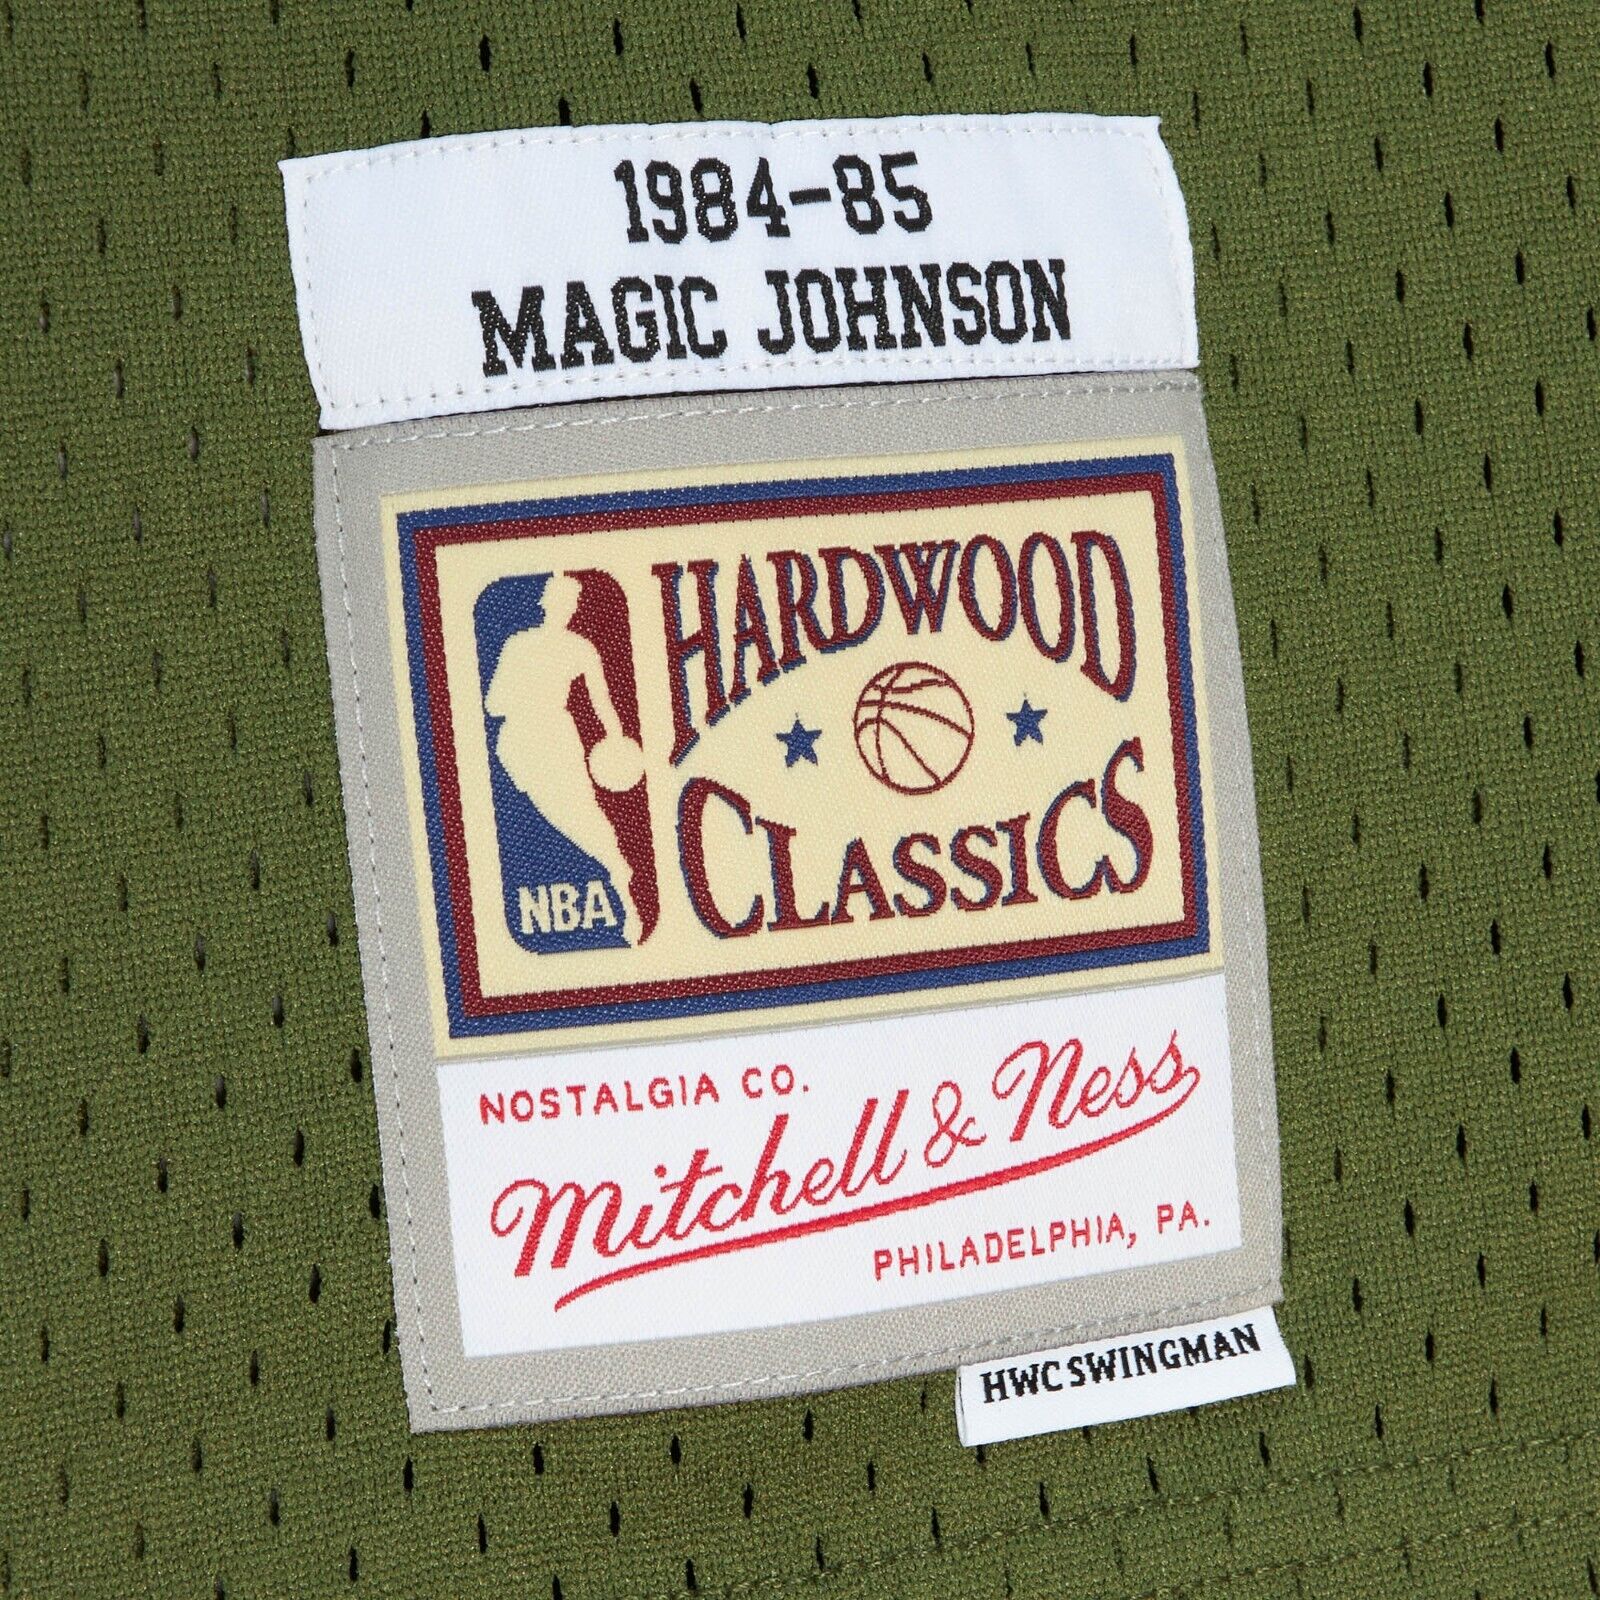 1984-85
MAGIC JOHNSON
HARDWOOD
CLASSICS
NBA
NOSTALGIA CO.
Mitchell & Ness
PHILADELPHIA, PA.
HWC SWINGMAN